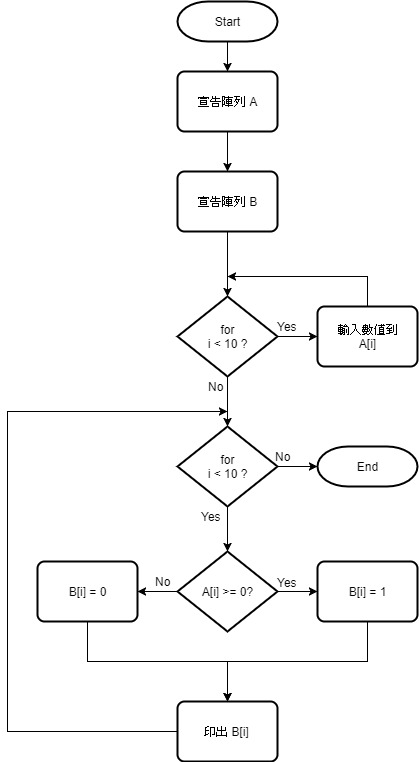 Start
宣告陣列 A
宣告陣列 B
for
i < 10 ?
Yes
輸入數值到
A[i]
No
for
i < 10 ?
No
End
Yes
A[i] >= 0?
No
Yes
B[i] = 0
B[i] = 1
印出 B[i]